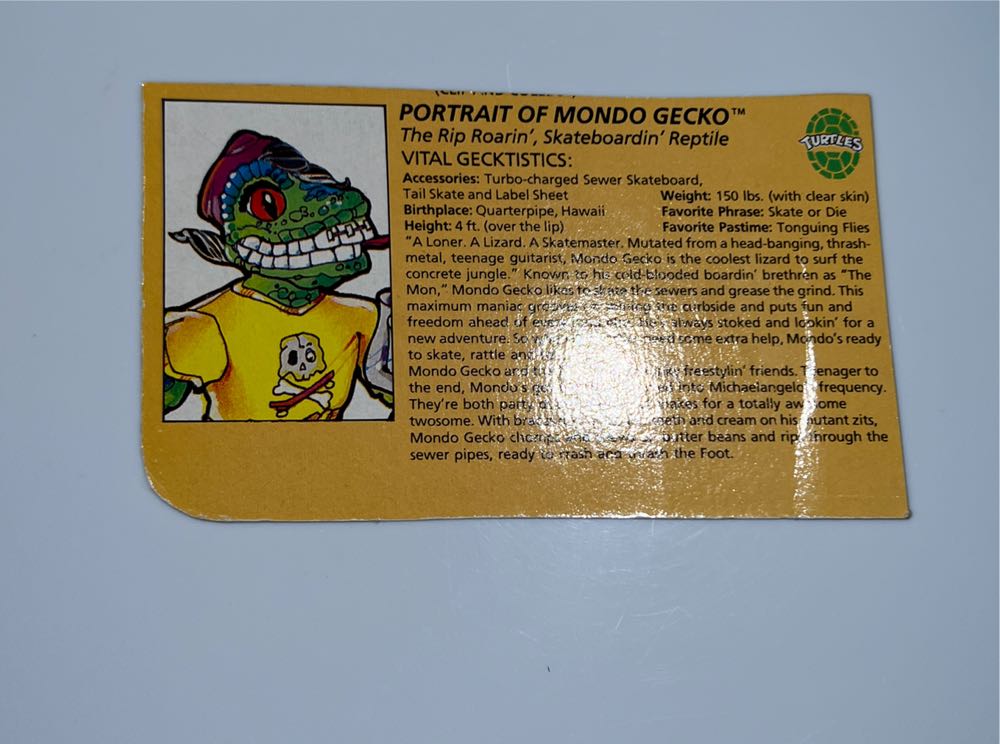 PORTRAIT OF MONDO GECKO™
The Rip Roarin', Skateboardin' Reptile
TURTLES
VITAL GECKTISTICS:
Accessories: Turbo-charged Sewer Skateboard,
Tail Skate and Label Sheet
Weight: 150 lbs. (with clear skin)
Birthplace: Quarterpipe, Hawaii
Favorite Phrase: Skate or Die
Height: 4 ft. (over the lip)
Favorite Pastime: Tonguing Flies
"A Loner. A Lizard. A Skatemaster. Mutated from a head-banging, thrash-
metal, teenage guitarist, Mondo Gecko is the coolest lizard to surf the
concrete jungle." Known to his cold-blooded boardin' brethren as "The
Mon," Mondo Gecko likes to skate the sewers and grease the grind. This
maximum maniac the curbside and puts fun and
freedom ahead of always stoked and lookin' for a
new adventure. So need some extra help, Mondo's ready
to skate, rattle and
Mondo Gecko and freestylin' friends. Teenager to
the end, Mondo's into Michaelangelo's frequency.
They're both party makes for a totally awesome
twosome. With teeth and cream on his mutant zits,
Mondo Gecko butter beans and rips through the
sewer pipes, ready to crash and thrash the Foot.